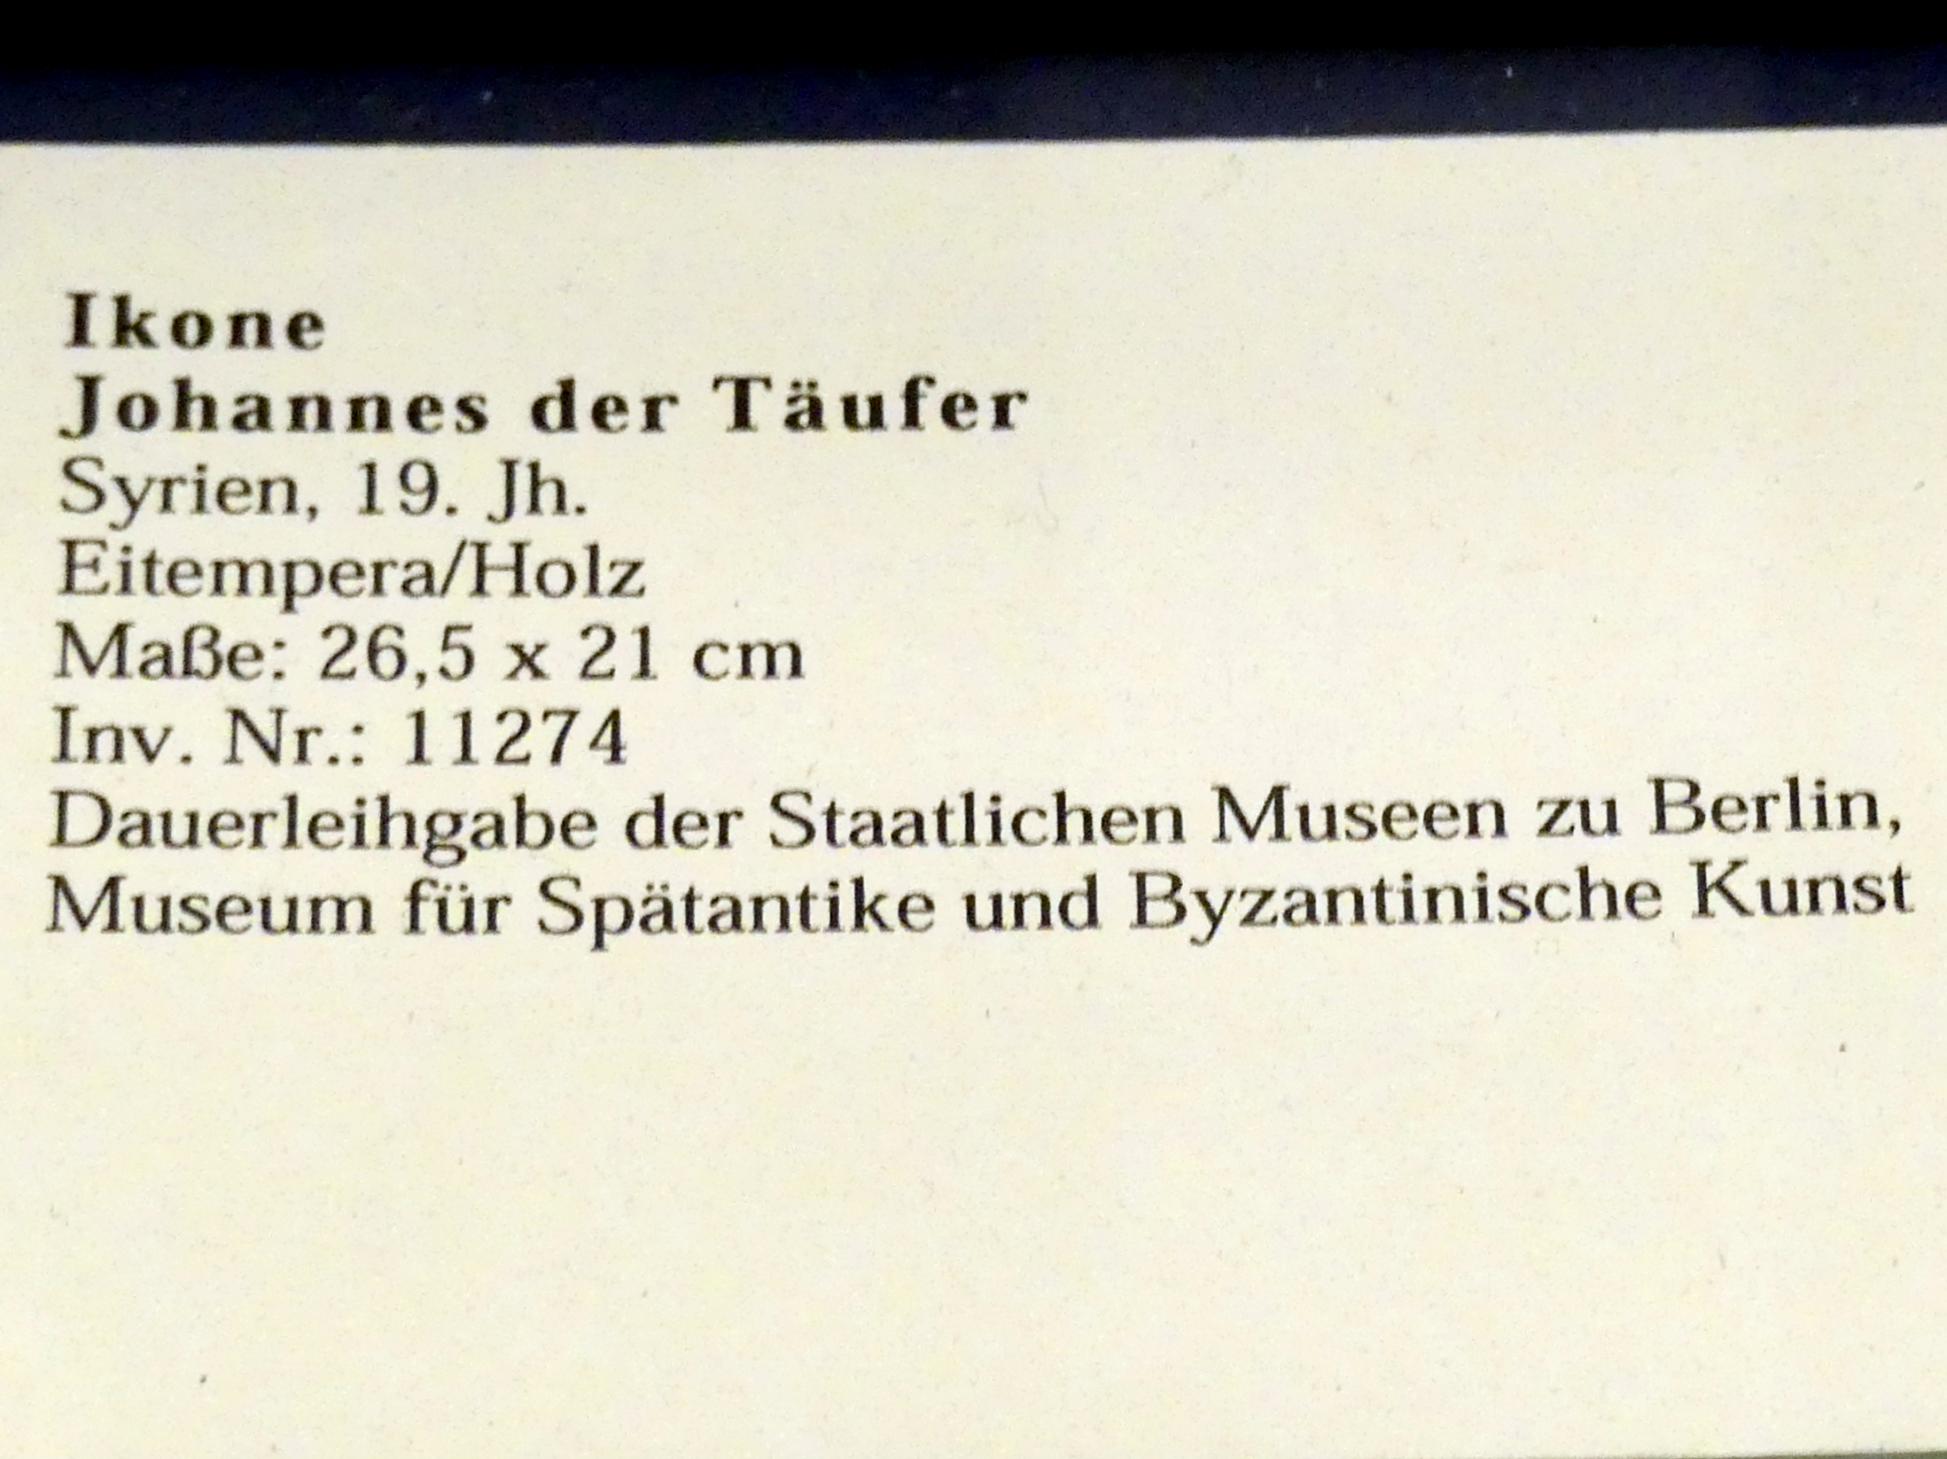 Ikone
Johannes der Täufer
Syrien, 19. Jh.
Eitempera/Holz
Maße: 26,5 x 21 cm
Inv. Nr.: 11274
Dauerleihgabe der Staatlichen Museen zu Berlin,
Museum für Spätantike und Byzantinische Kunst